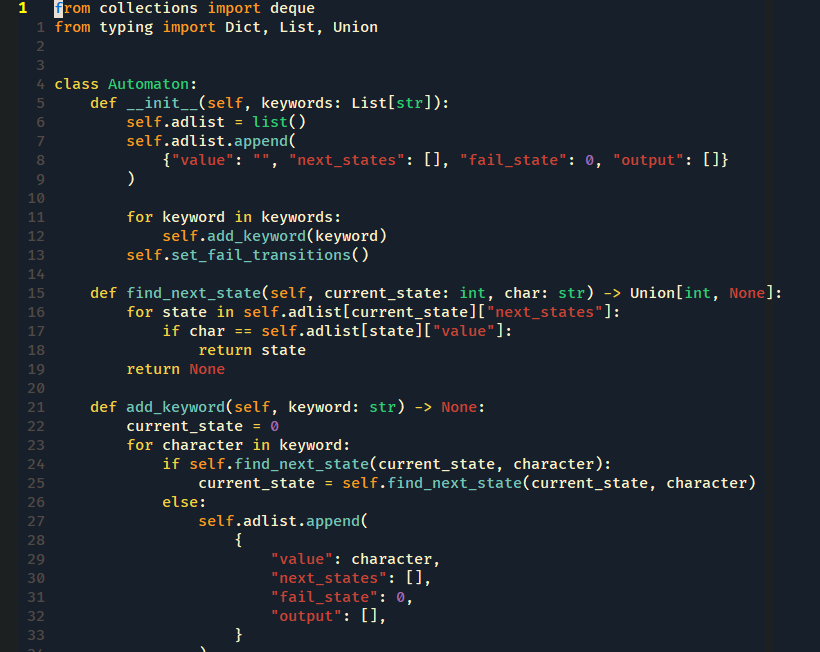 1 from collections import deque
1 from typing import Dict, List, Union
2
3
4 class Automaton:
5     def __init__(self, keywords: List[str]):
6         self.adlist = list()
7         self.adlist.append(
8             {"value": "", "next_states": [], "fail_state": 0, "output": []}
9         )
10
11         for keyword in keywords:
12             self.add_keyword(keyword)
13         self.set_fail_transitions()
14
15     def find_next_state(self, current_state: int, char: str) -> Union[int, None]:
16         for state in self.adlist[current_state]["next_states"]:
17             if char == self.adlist[state]["value"]:
18                 return state
19         return None
20
21     def add_keyword(self, keyword: str) -> None:
22         current_state = 0
23         for character in keyword:
24             if self.find_next_state(current_state, character):
25                 current_state = self.find_next_state(current_state, character)
26             else:
27                 self.adlist.append(
28                     {
29                         "value": character,
30                         "next_states": [],
31                         "fail_state": 0,
32                         "output": [],
33                     }
34                 )